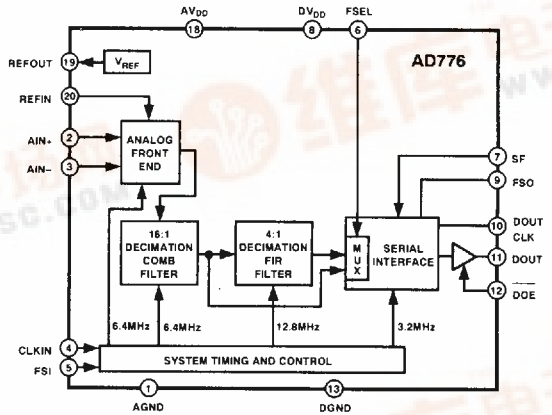 AVDD
DVDD
FSEL
18
8
6
AD776
REFOUT
19
VREF
REFIN
20
AIN+
2
AIN−
3
ANALOG
FRONT
END
7
SF
9
FSO
16:1
DECIMATION
COMB
FILTER
4:1
DECIMATION
FIR
FILTER
MUX
SERIAL
INTERFACE
10
DOUT
CLK
11
DOUT
12
DOE
6.4MHz
6.4MHz
12.8MHz
3.2MHz
CLKIN
4
FSI
5
SYSTEM TIMING AND CONTROL
1
AGND
13
DGND